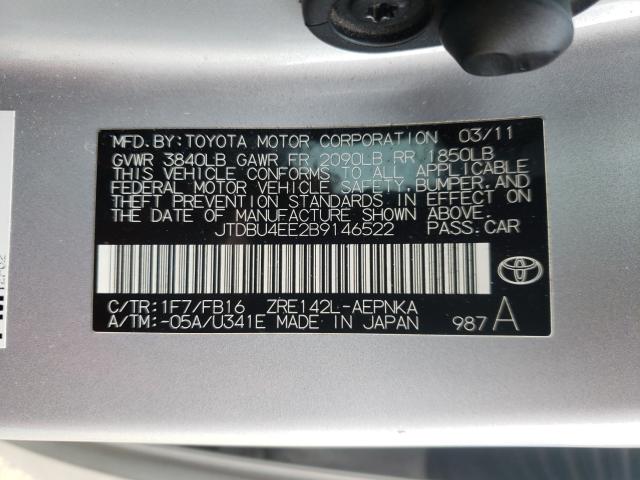 MFD.BY:TOYOTA MOTOR CORPORATION 03/11
GVWR 3840LB GAWR FR 2090LB RR 1850LB
THIS VEHICLE CONFORMS TO ALL APPLICABLE
FEDERAL MOTOR VEHICLE SAFETY,BUMPER,AND
THEFT PREVENTION STANDARDS IN EFFECT ON
THE DATE OF MANUFACTURE SHOWN ABOVE.
JTDBU4EE2B9146522 PASS.CAR
C/TR:1F7/FB16 ZRE142L-AEPNKA
A/TM:-05A/U341E MADE IN JAPAN 987 A